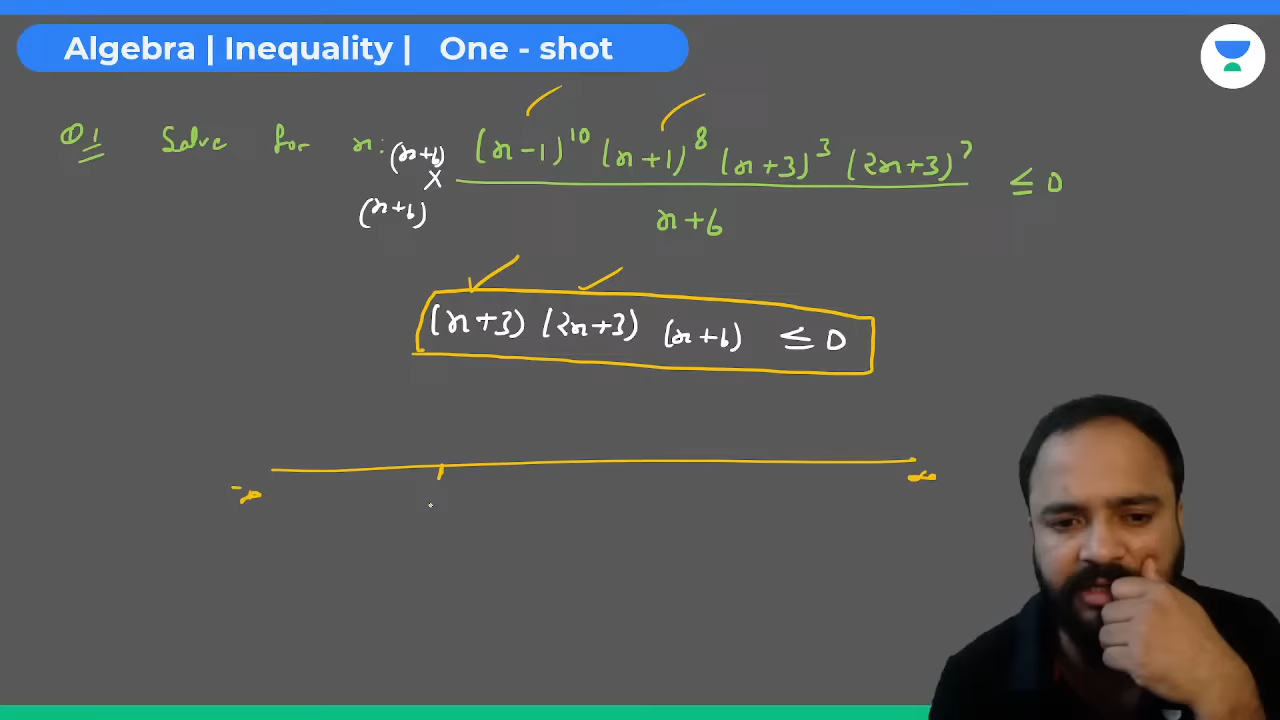 Algebra | Inequality | One - shot
Q1 Solve for x:
(x+6) × (x+6)
(x-1)^10 (x+1)^8 (x+3)^3 (2x+3)^7 ≤ 0
x+6
(x+3) (2x+3) (x+6) ≤ 0
-∞ ∞